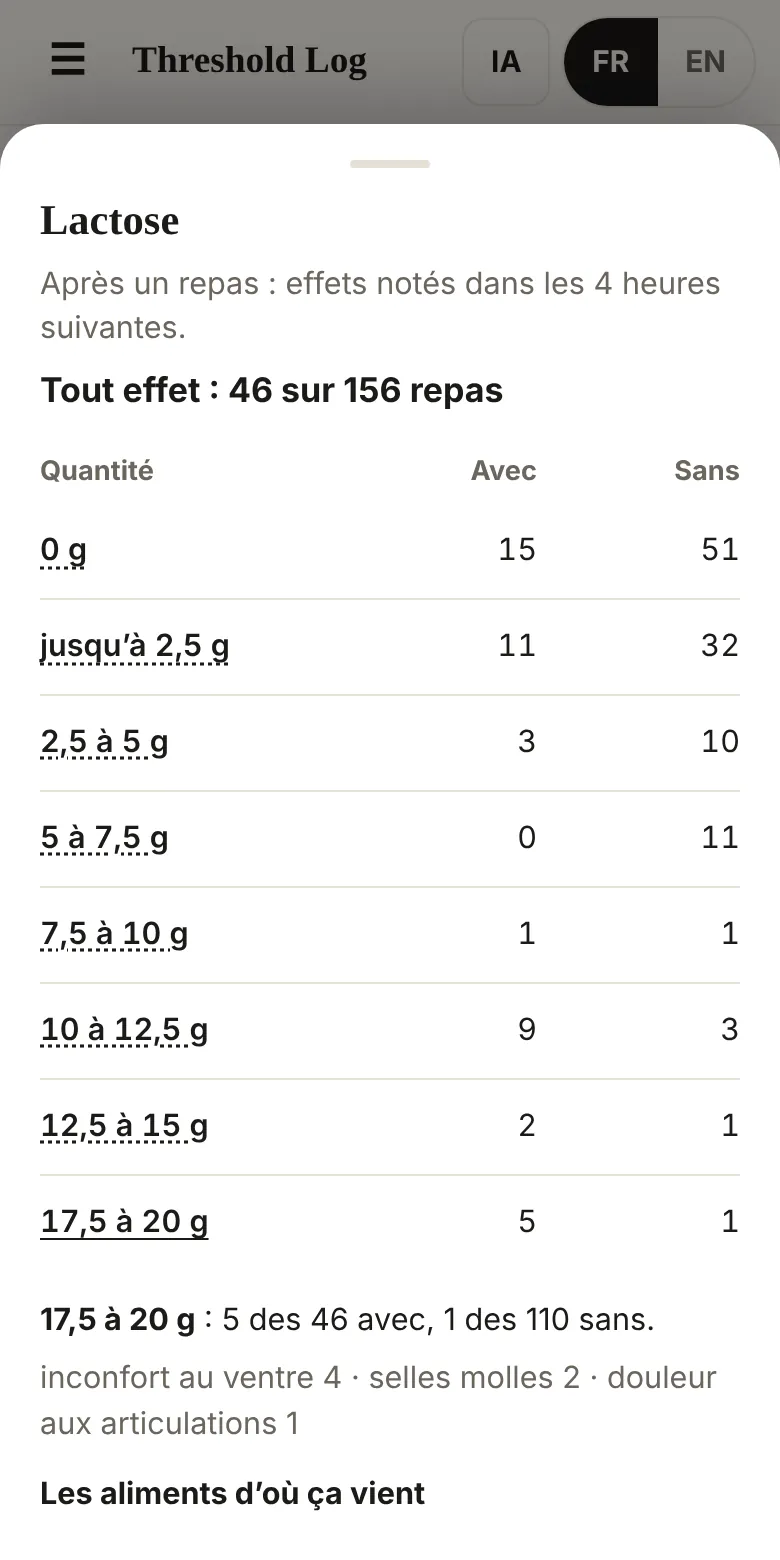 ☰ Threshold Log IA FR EN
Lactose
Après un repas : effets notés dans les 4 heures
suivantes.
Tout effet : 46 sur 156 repas
Quantité Avec Sans
0 g 15 51
jusqu’à 2,5 g 11 32
2,5 à 5 g 3 10
5 à 7,5 g 0 11
7,5 à 10 g 1 1
10 à 12,5 g 9 3
12,5 à 15 g 2 1
17,5 à 20 g 5 1
17,5 à 20 g : 5 des 46 avec, 1 des 110 sans.
inconfort au ventre 4 · selles molles 2 · douleur
aux articulations 1
Les aliments d’où ça vient